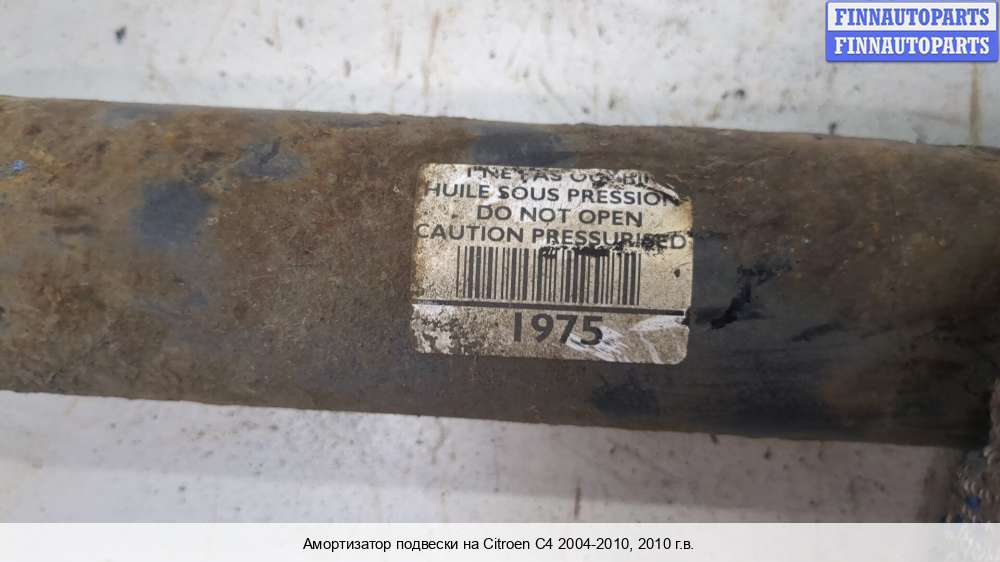 FINNAUTOPARTS
FINNAUTOPARTS
HUILE SOUS PRESSION
DO NOT OPEN
CAUTION PRESSURISED
1975
Амортизатор подвески на Citroen C4 2004-2010, 2010 г.в.